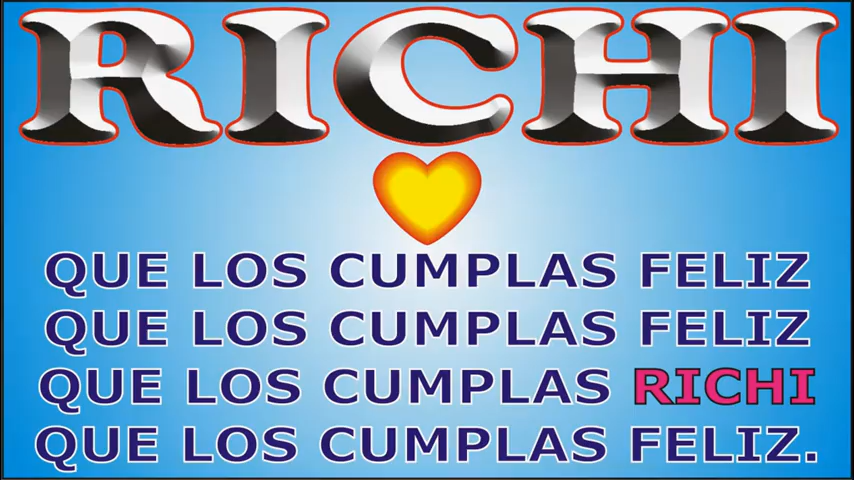 RICHI
QUE LOS CUMPLAS FELIZ
QUE LOS CUMPLAS FELIZ
QUE LOS CUMPLAS RICHI
QUE LOS CUMPLAS FELIZ.